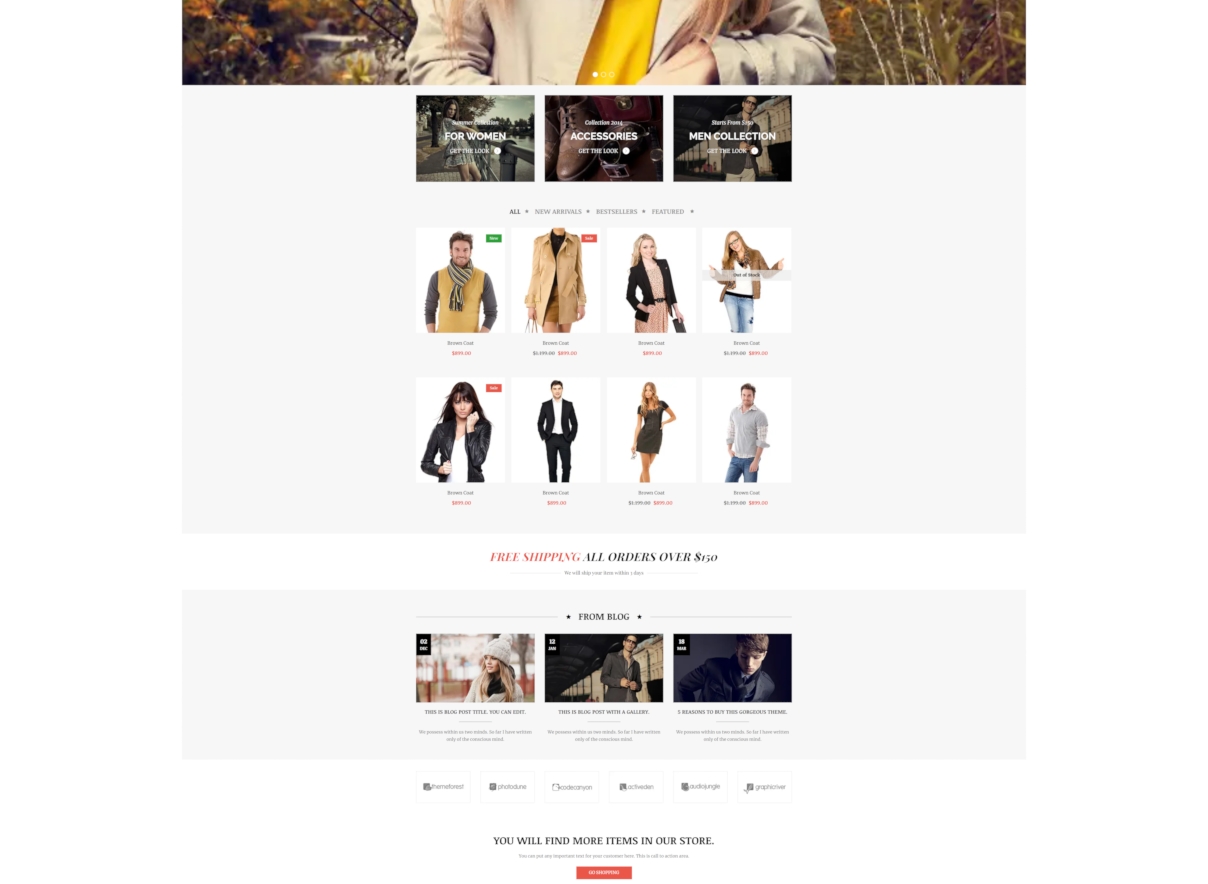 Summer Collection
FOR WOMEN
GET THE LOOK
Collection 2014
ACCESSORIES
GET THE LOOK
Starts From $150
MEN COLLECTION
GET THE LOOK
ALL ★ NEW ARRIVALS ★ BESTSELLERS ★ FEATURED ★
New
Sale
Out of Stock
Brown Coat
$899.00
Brown Coat
$1,199.00 $899.00
Brown Coat
$899.00
Brown Coat
$1,199.00 $899.00
Sale
Brown Coat
$899.00
Brown Coat
$899.00
Brown Coat
$1,199.00 $899.00
Brown Coat
$1,199.00 $899.00
FREE SHIPPING ALL ORDERS OVER $150
We will ship your item within 3 days
★ FROM BLOG ★
02
DEC
THIS IS BLOG POST TITLE. YOU CAN EDIT.
We possess within us two minds. So far I have written
only of the conscious mind.
12
JAN
THIS IS BLOG POST WITH A GALLERY.
We possess within us two minds. So far I have written
only of the conscious mind.
18
MAR
5 REASONS TO BUY THIS GORGEOUS THEME.
We possess within us two minds. So far I have written
only of the conscious mind.
themeforest
photodune
codecanyon
activeden
audiojungle
graphicriver
YOU WILL FIND MORE ITEMS IN OUR STORE.
You can put any important text for your customer here. This is call to action area.
GO SHOPPING